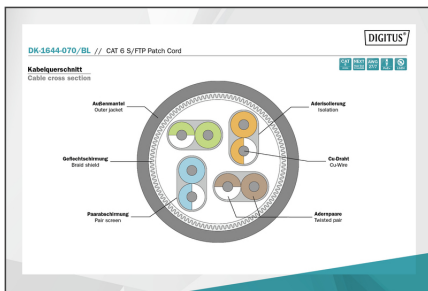 DIGITUS®
DK-1644-070/BL // CAT 6 S/FTP Patch Cord
Kabelquerschnitt
Cable cross section
Außenmantel
Outer jacket
Aderisolierung
Isolation
Geflechtschirmung
Braid shield
Cu-Draht
Cu-Wire
Paarabschirmung
Pair screen
Adernpaare
Twisted pair